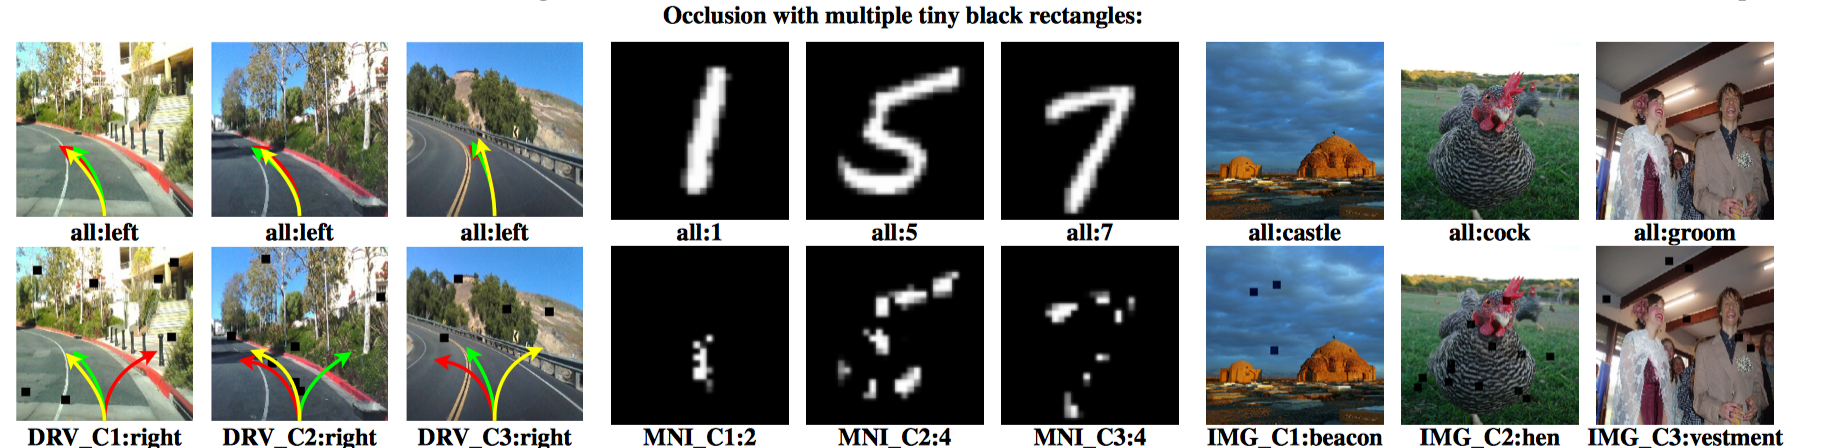 Occlusion with multiple tiny black rectangles:
all:left all:left all:left all:1 all:5 all:7 all:castle all:cock all:groom
DRV_C1:right DRV_C2:right DRV_C3:right MNI_C1:2 MNI_C2:4 MNI_C3:4 IMG_C1:beacon IMG_C2:hen IMG_C3:vestment